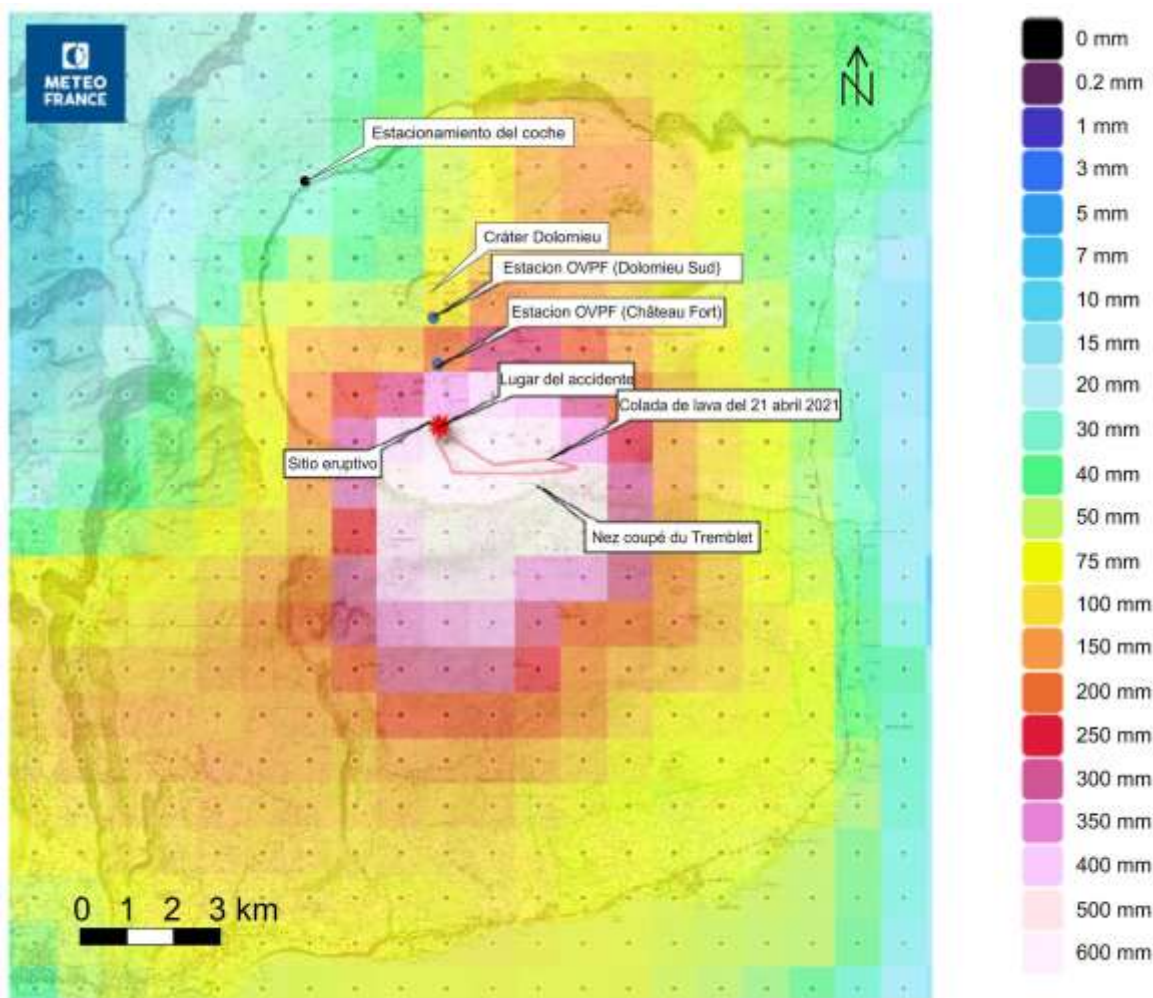 METEO
FRANCE
N
Estacionamiento del coche
Cráter Dolomieu
Estacion OVPF (Dolomieu Sud)
Estacion OVPF (Château Fort)
Lugar del accidente
Colada de lava del 21 abril 2021
Sitio eruptivo
Nez coupé du Tremblet
0 1 2 3 km
0 mm
0.2 mm
1 mm
3 mm
5 mm
7 mm
10 mm
15 mm
20 mm
30 mm
40 mm
50 mm
75 mm
100 mm
150 mm
200 mm
250 mm
300 mm
350 mm
400 mm
500 mm
600 mm